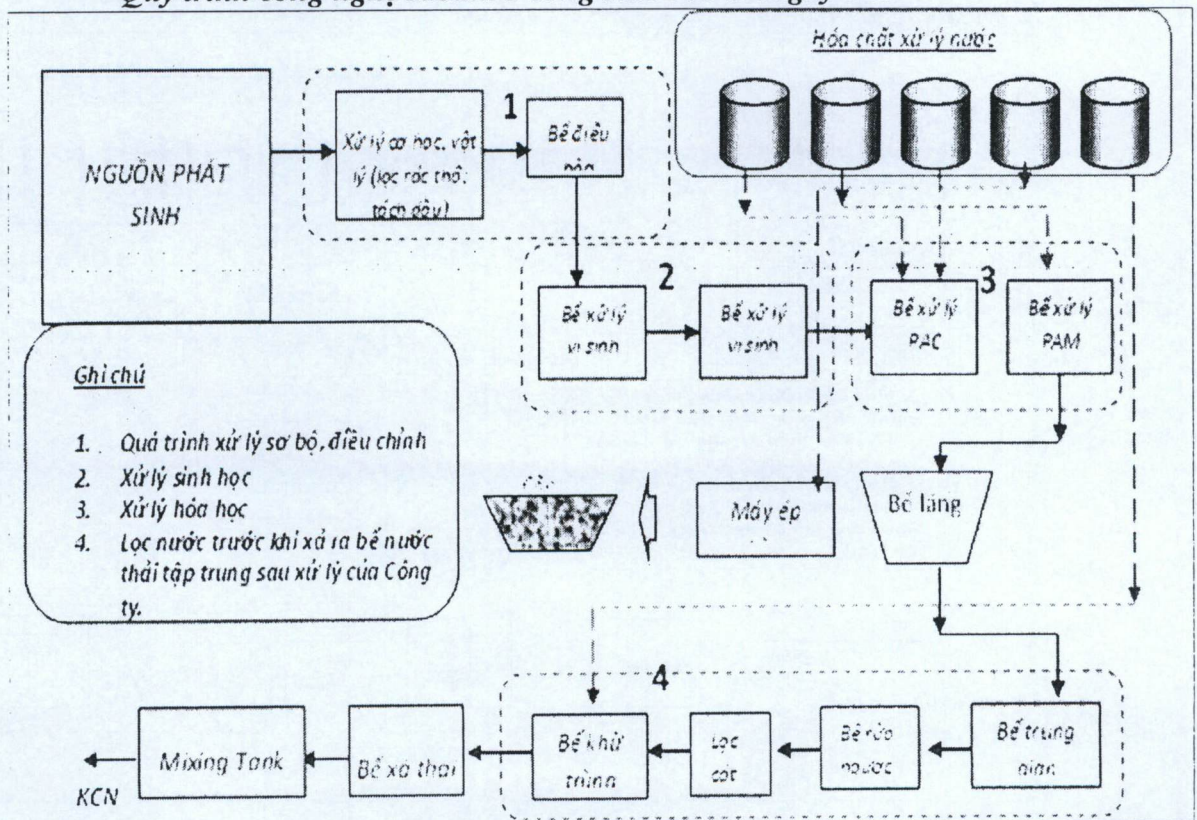 Hóa chất xử lý nước
1
Xử lý cơ học, vật
lý (lọc rác thô,
tách dầu)
Bể điều
NGUỒN PHÁT
SINH
2
3
Bể xử lý
vi sinh
Bể xử lý
vi sinh
Bể xử lý
PAC
Bể xử lý
PAM
Ghi chú
1. Quá trình xử lý sơ bộ, điều chỉnh
2. Xử lý sinh học
3. Xử lý hóa học
4. Lọc nước trước khi xả ra bể nước
thải tập trung sau xử lý của Công
ty.
Máy ép
Bể lắng
4
Mixing Tank
Bể xả thải
Bể khử
trùng
Lọc
cát
Bể rửa
ngược
Bể trung
gian
KCN